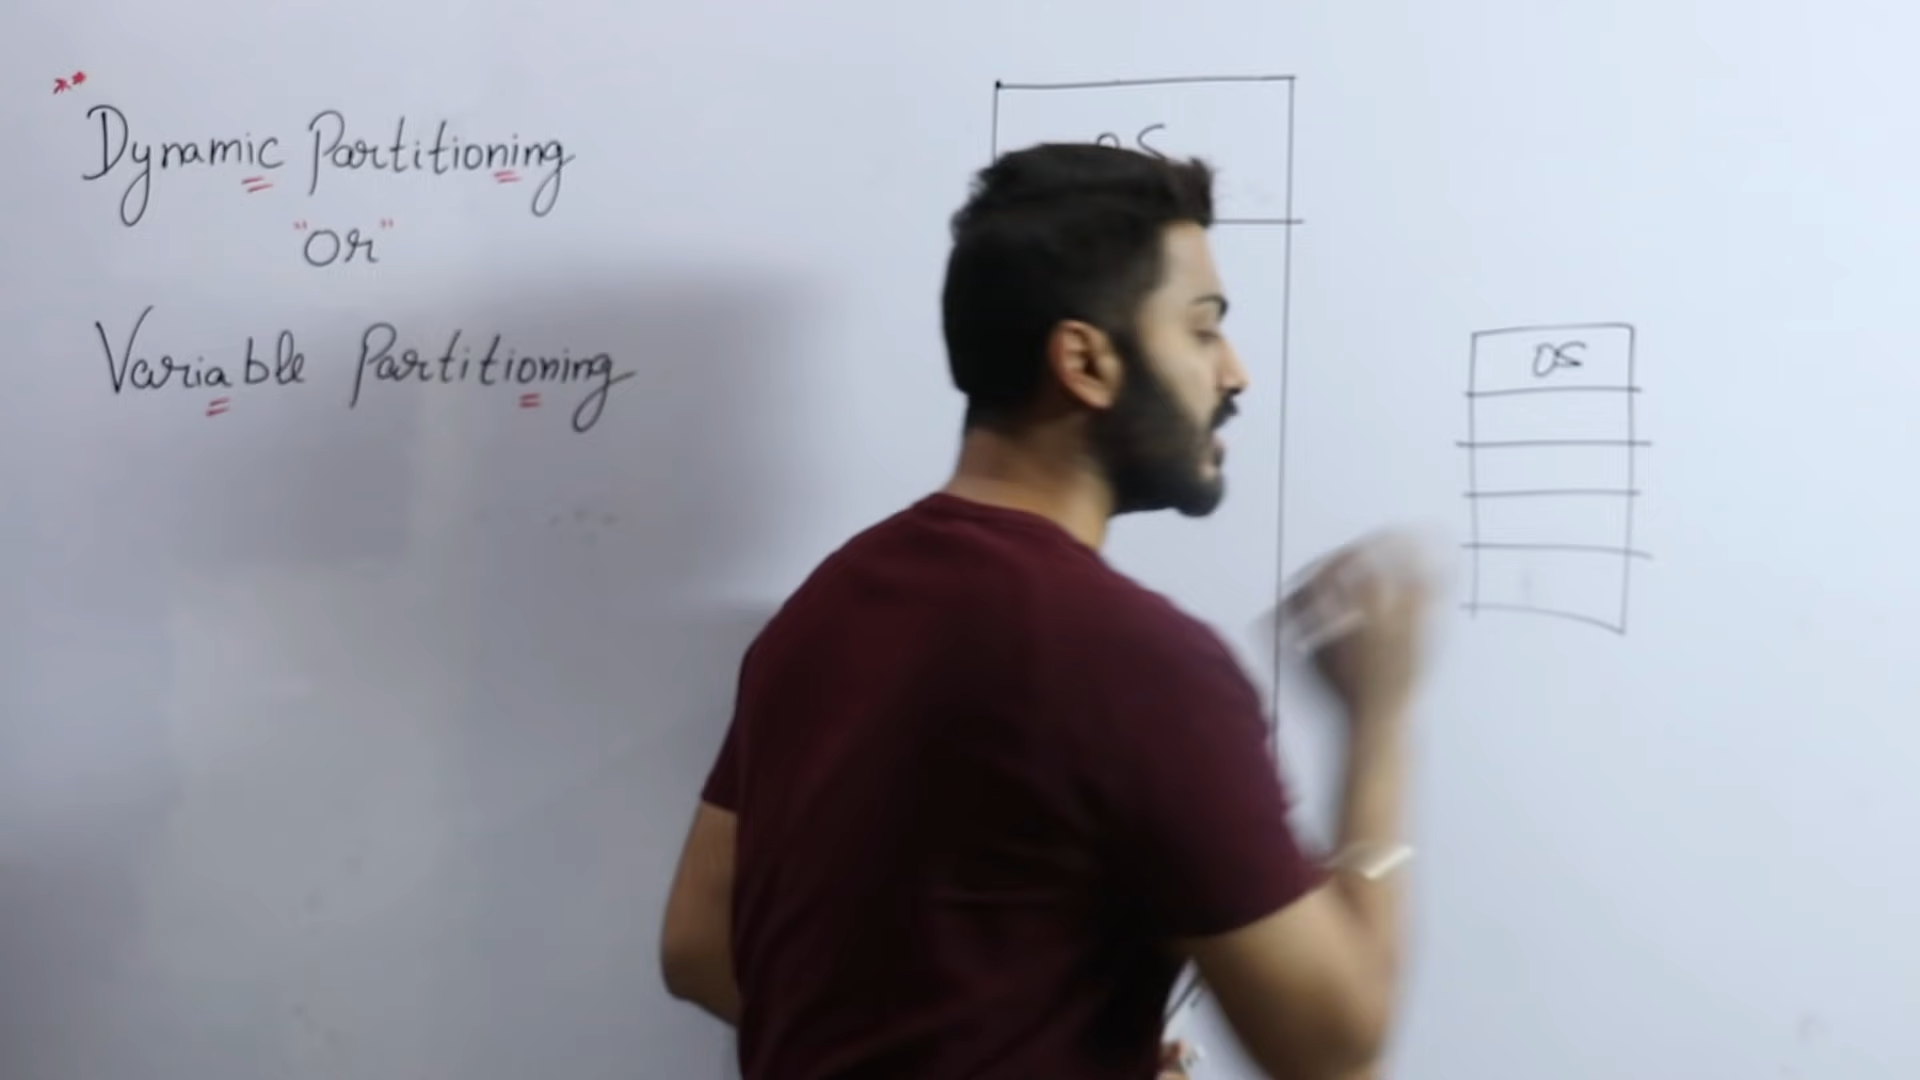 **
Dynamic Partitioning
"or"
Variable Partitioning
OS
OS